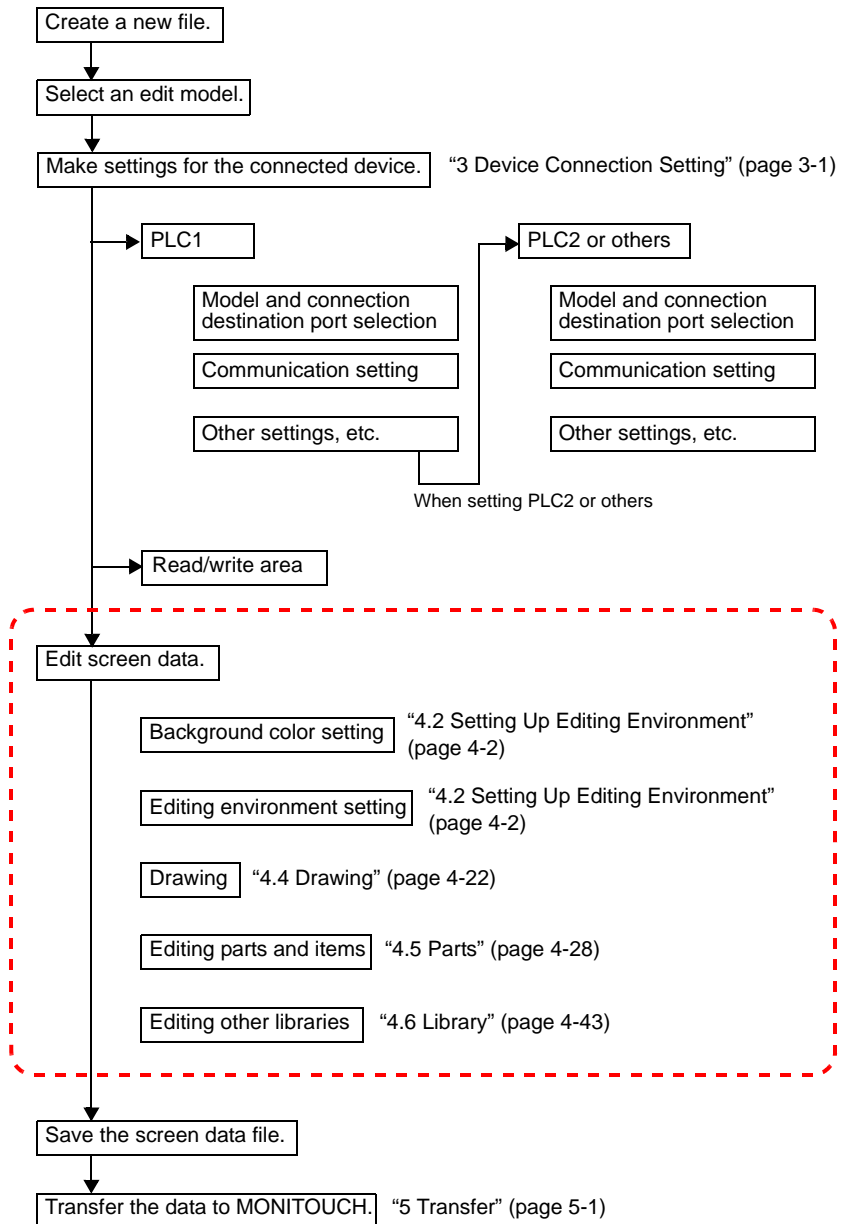 Create a new file.
Select an edit model.
Make settings for the connected device. “3 Device Connection Setting” (page 3-1)
PLC1
PLC2 or others
Model and connection
destination port selection
Model and connection
destination port selection
Communication setting
Communication setting
Other settings, etc.
Other settings, etc.
When setting PLC2 or others
Read/write area
Edit screen data.
Background color setting “4.2 Setting Up Editing Environment”
(page 4-2)
Editing environment setting “4.2 Setting Up Editing Environment”
(page 4-2)
Drawing “4.4 Drawing” (page 4-22)
Editing parts and items “4.5 Parts” (page 4-28)
Editing other libraries “4.6 Library” (page 4-43)
Save the screen data file.
Transfer the data to MONITOUCH. “5 Transfer” (page 5-1)